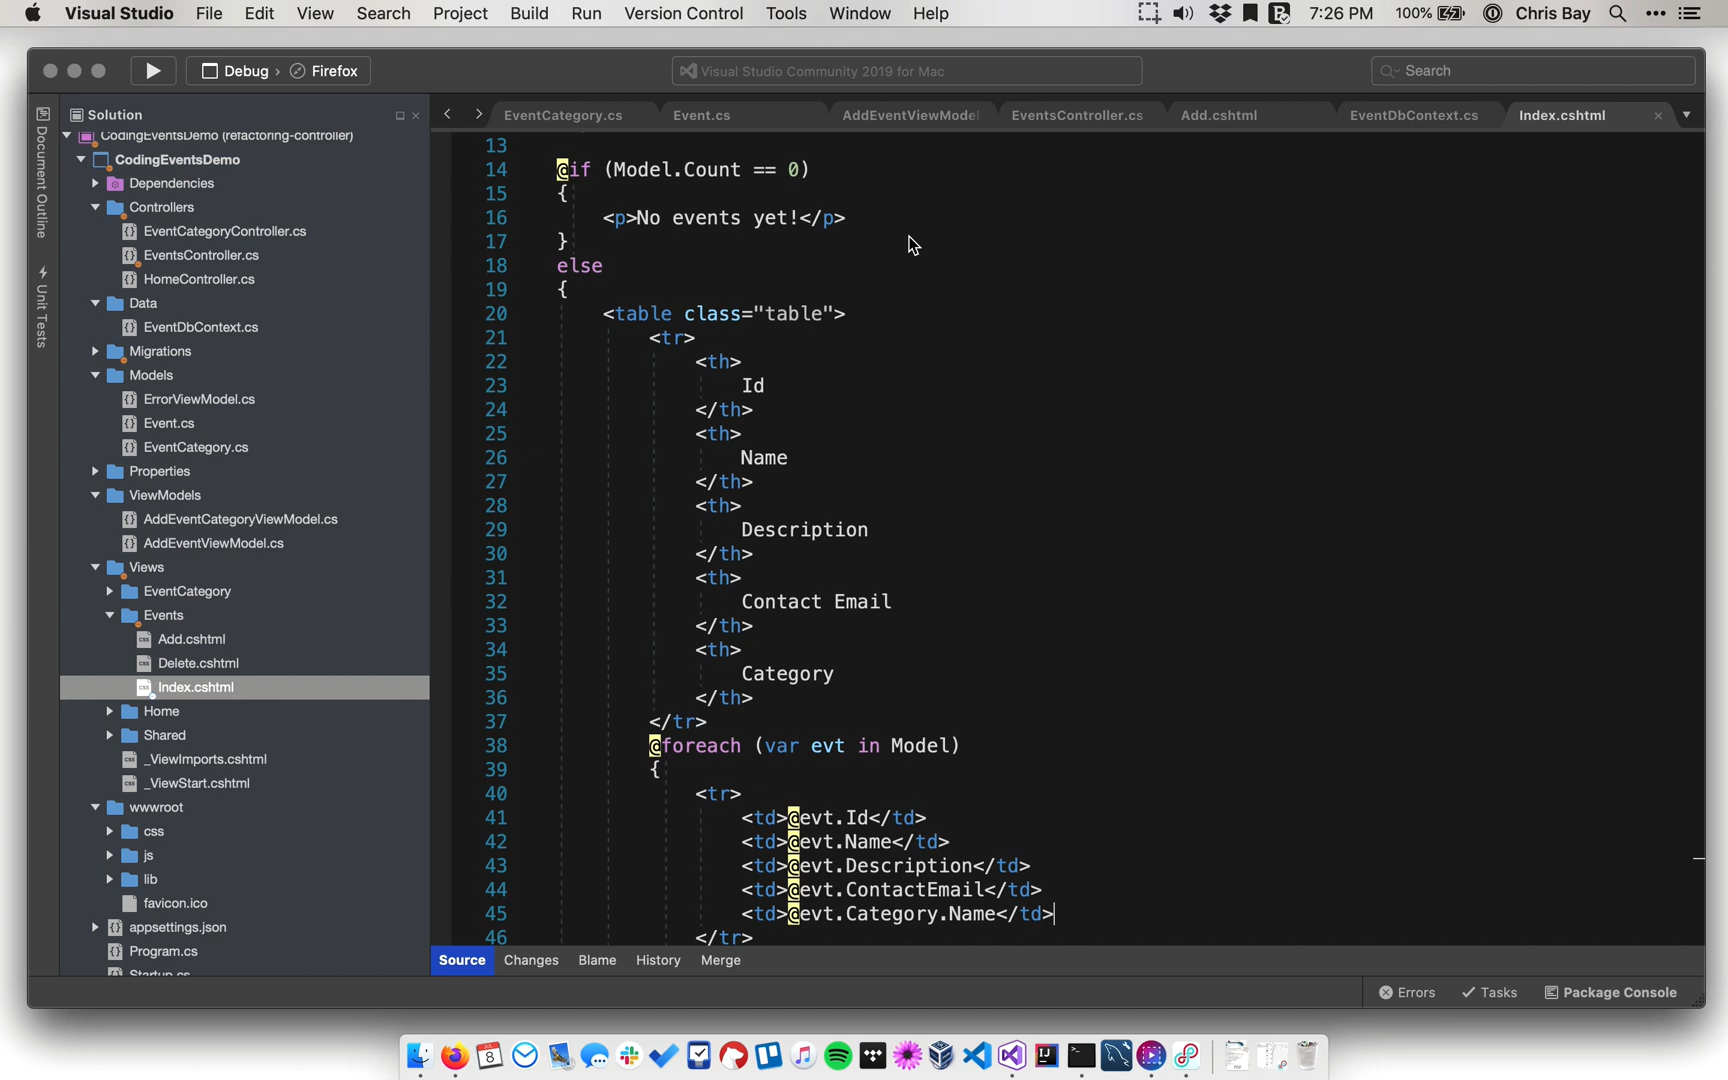 Visual Studio File Edit View Search Project Build Run Version Control Tools Window Help 7:26 PM 100% Chris Bay
Debug › Firefox Visual Studio Community 2019 for Mac Search
Document Outline
Unit Tests
Solution
CodingEventsDemo (refactoring-controller)
CodingEventsDemo
Dependencies
Controllers
EventCategoryController.cs
EventsController.cs
HomeController.cs
Data
EventDbContext.cs
Migrations
Models
ErrorViewModel.cs
Event.cs
EventCategory.cs
Properties
ViewModels
AddEventCategoryViewModel.cs
AddEventViewModel.cs
Views
EventCategory
Events
Add.cshtml
Delete.cshtml
Index.cshtml
Home
Shared
_ViewImports.cshtml
_ViewStart.cshtml
wwwroot
css
js
lib
favicon.ico
appsettings.json
Program.cs
Startup.cs
EventCategory.cs Event.cs AddEventViewModel EventsController.cs Add.cshtml EventDbContext.cs Index.cshtml
13
14 @if (Model.Count == 0)
15 {
16 <p>No events yet!</p>
17 }
18 else
19 {
20 <table class="table">
21 <tr>
22 <th>
23 Id
24 </th>
25 <th>
26 Name
27 </th>
28 <th>
29 Description
30 </th>
31 <th>
32 Contact Email
33 </th>
34 <th>
35 Category
36 </th>
37 </tr>
38 @foreach (var evt in Model)
39 {
40 <tr>
41 <td>@evt.Id</td>
42 <td>@evt.Name</td>
43 <td>@evt.Description</td>
44 <td>@evt.ContactEmail</td>
45 <td>@evt.Category.Name</td>
46 </tr>
Source Changes Blame History Merge
Errors Tasks Package Console